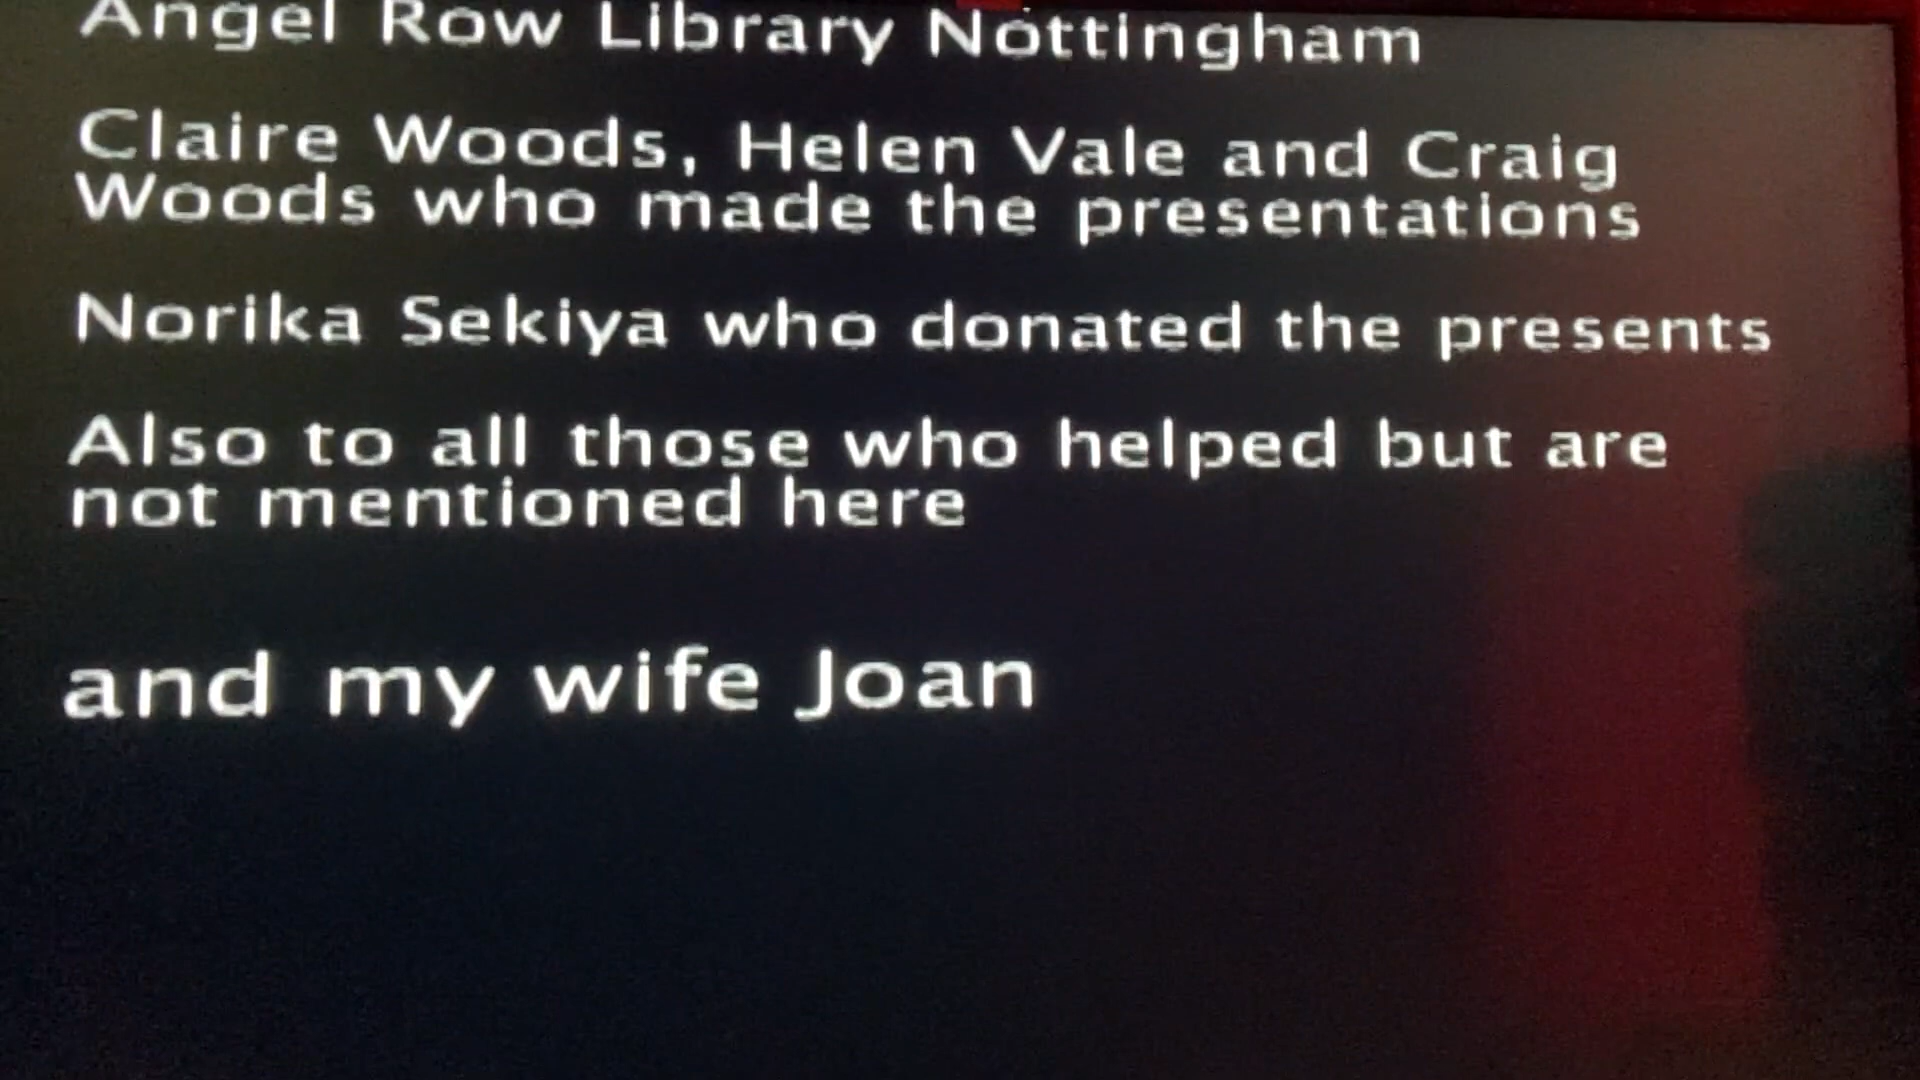 Angel Row Library Nottingham
Claire Woods, Helen Vale and Craig
Woods who made the presentations
Norika Sekiya who donated the presents
Also to all those who helped but are
not mentioned here
and my wife Joan